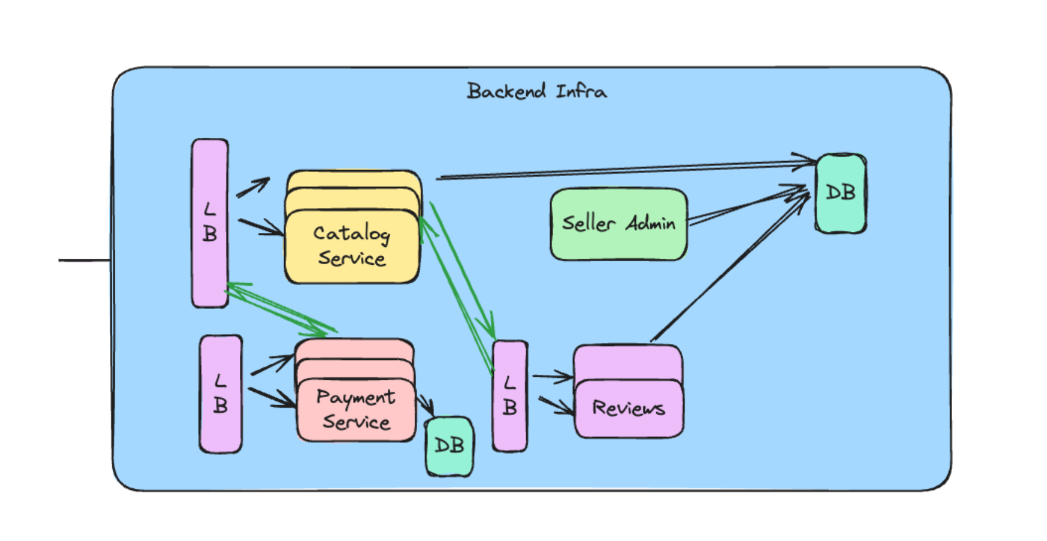 Backend Infra
L
B
Catalog
Service
Seller Admin
DB
L
B
Payment
Service
DB
L
B
Reviews